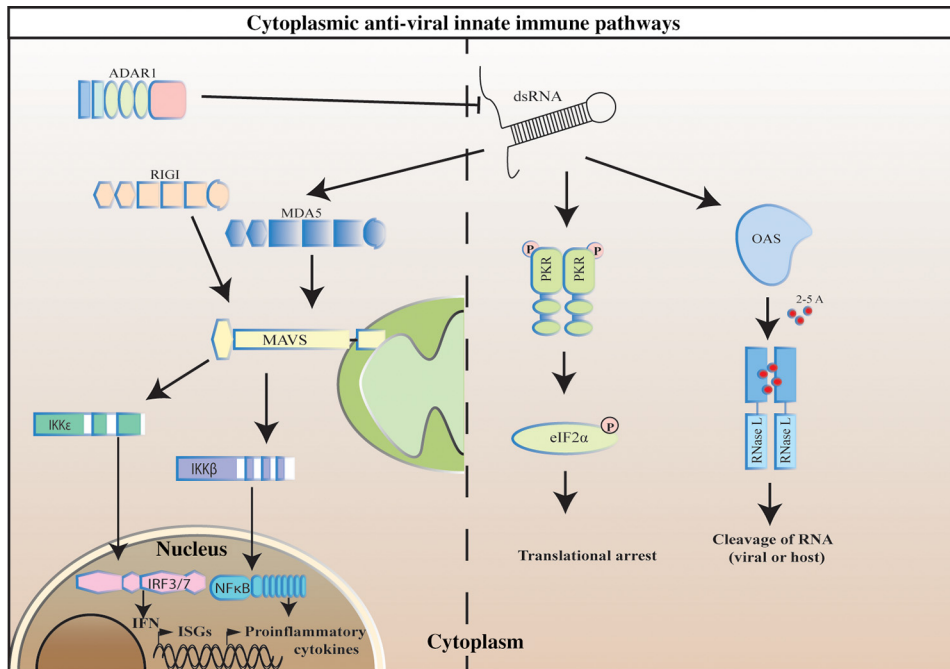 Cytoplasmic anti-viral innate immune pathways
ADAR1
dsRNA
RIGI
MDA5
OAS
P
P
PKR
PKR
2-5 A
MAVS
IKKε
eIF2α
P
RNase L
RNase L
IKKβ
Translational arrest
Cleavage of RNA
(viral or host)
Nucleus
IRF3/7
NFκB
IFN
ISGs
Proinflammatory
cytokines
Cytoplasm